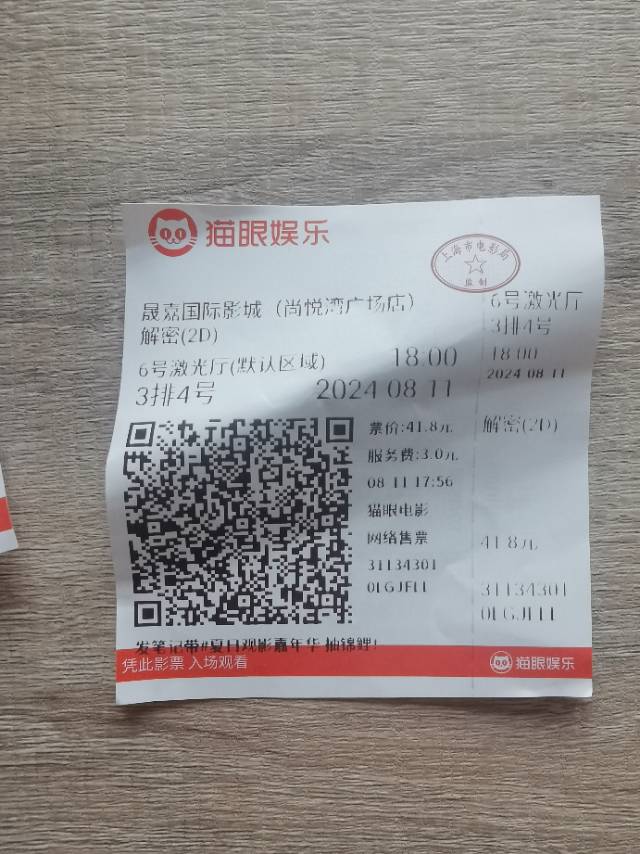 猫眼娱乐
上海市电影局
监制
晟嘉国际影城（尚悦湾广场店）
解密(2D)
6号激光厅(默认区域) 18:00
3排4号 2024 08 11
票价:41.8元
服务费:3.0元
08 11 17:56
猫眼电影
网络售票
31134301
发笔记带#夏日观影嘉年华 抽锦鲤!
凭此影票 入场观看
6号激光厅
3排4号
18:00
2024 08 11
解密(2D)
41.8元
31134301
猫眼娱乐